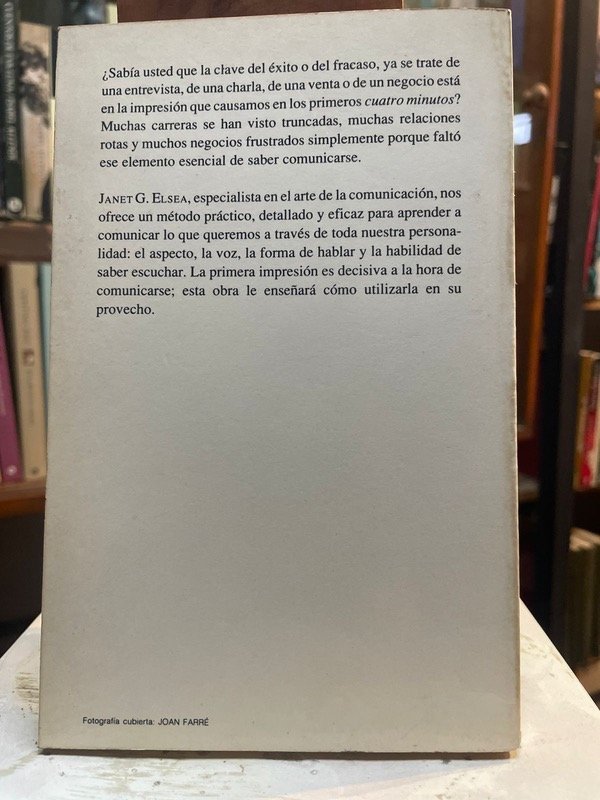 ¿Sabía usted que la clave del éxito o del fracaso, ya se trate de
una entrevista, de una charla, de una venta o de un negocio está
en la impresión que causamos en los primeros cuatro minutos?
Muchas carreras se han visto truncadas, muchas relaciones
rotas y muchos negocios frustrados simplemente porque faltó
ese elemento esencial de saber comunicarse.
JANET G. ELSEA, especialista en el arte de la comunicación, nos
ofrece un método práctico, detallado y eficaz para aprender a
comunicar lo que queremos a través de toda nuestra persona-
lidad: el aspecto, la voz, la forma de hablar y la habilidad de
saber escuchar. La primera impresión es decisiva a la hora de
comunicarse; esta obra le enseñará cómo utilizarla en su
provecho.
Fotografía cubierta: JOAN FARRÉ